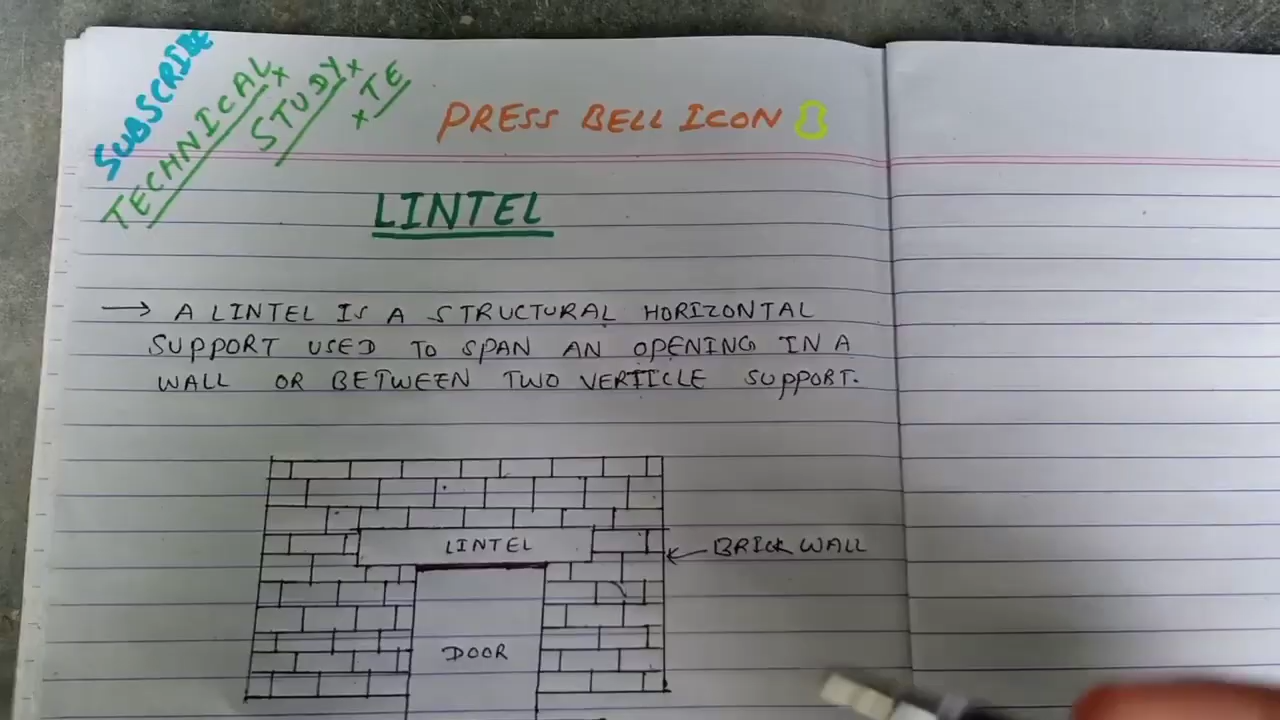 SUBSCRIBE
TECHNICAL
STUDY
TE
PRESS BELL ICON
LINTEL
→ A LINTEL IS A STRUCTURAL HORIZONTAL
SUPPORT USED TO SPAN AN OPENING IN A
WALL OR BETWEEN TWO VERTICLE SUPPORT.
LINTEL
BRICK WALL
DOOR